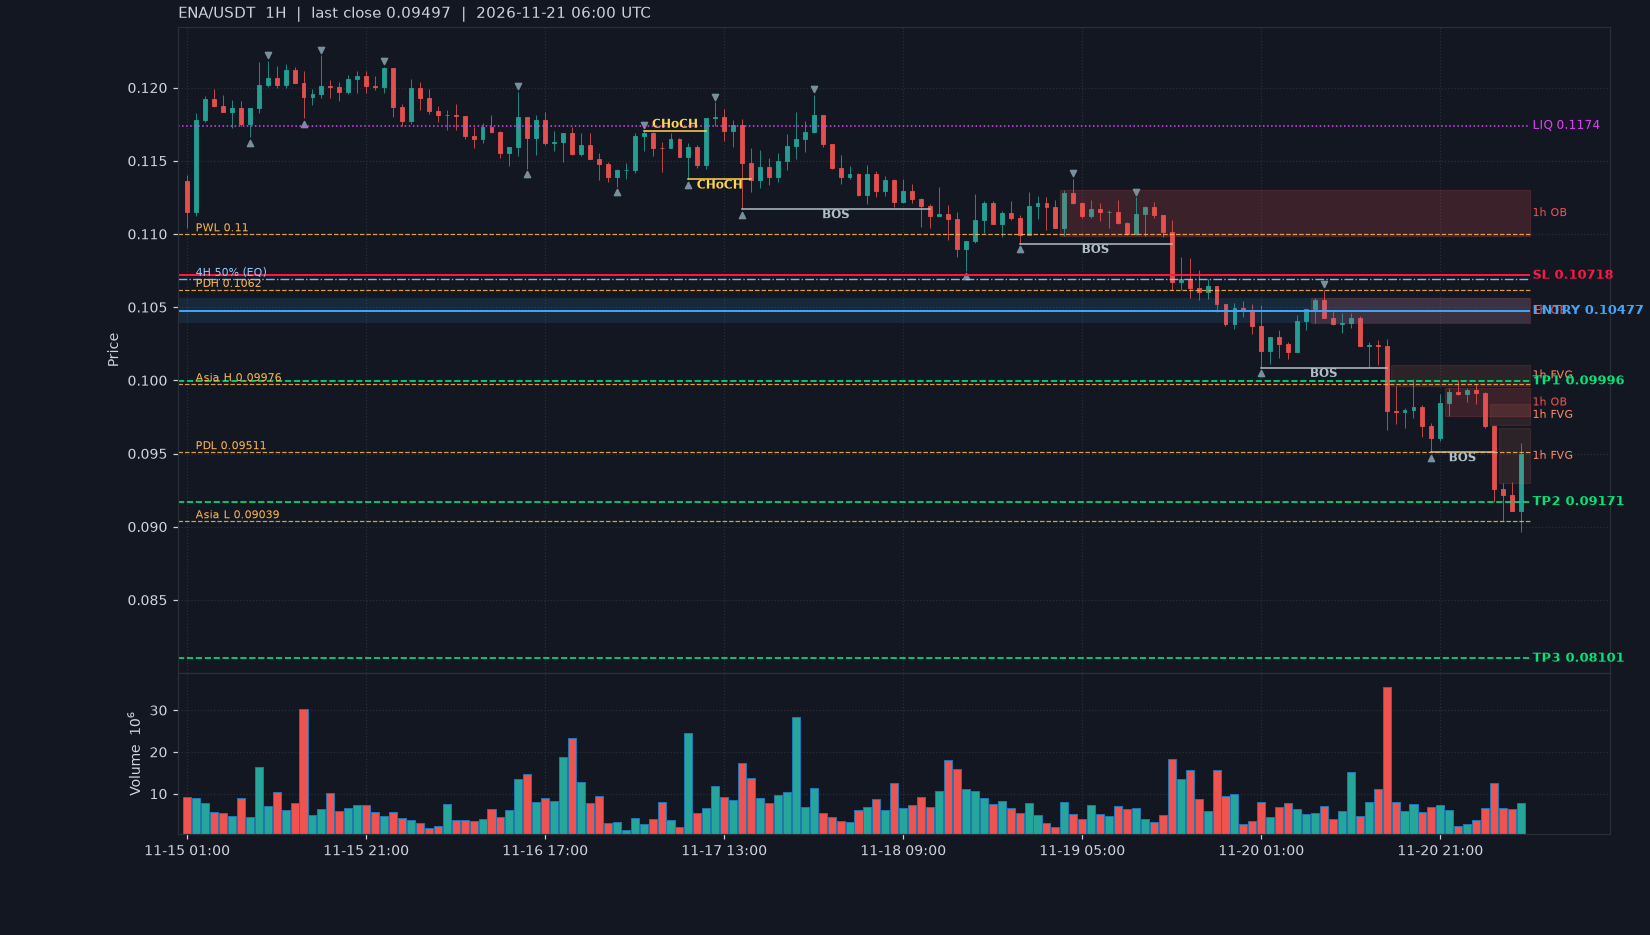 ENA/USDT 1H | last close 0.09497 | 2026-11-21 06:00 UTC
0.120
0.115
0.110
0.105
0.100
0.095
0.090
0.085
Price
CHoCH
CHoCH
BOS
BOS
BOS
BOS
LIQ 0.1174
1h OB
PWL 0.11
4H 50% (EQ)
SL 0.10718
PDH 0.1062
ENTRY 0.10477
Asia H 0.09976
1h FVG
TP1 0.09996
1h OB
1h FVG
PDL 0.09511
1h FVG
TP2 0.09171
Asia L 0.09039
TP3 0.08101
Volume 10⁶
30
20
10
11-15 01:00
11-15 21:00
11-16 17:00
11-17 13:00
11-18 09:00
11-19 05:00
11-20 01:00
11-20 21:00